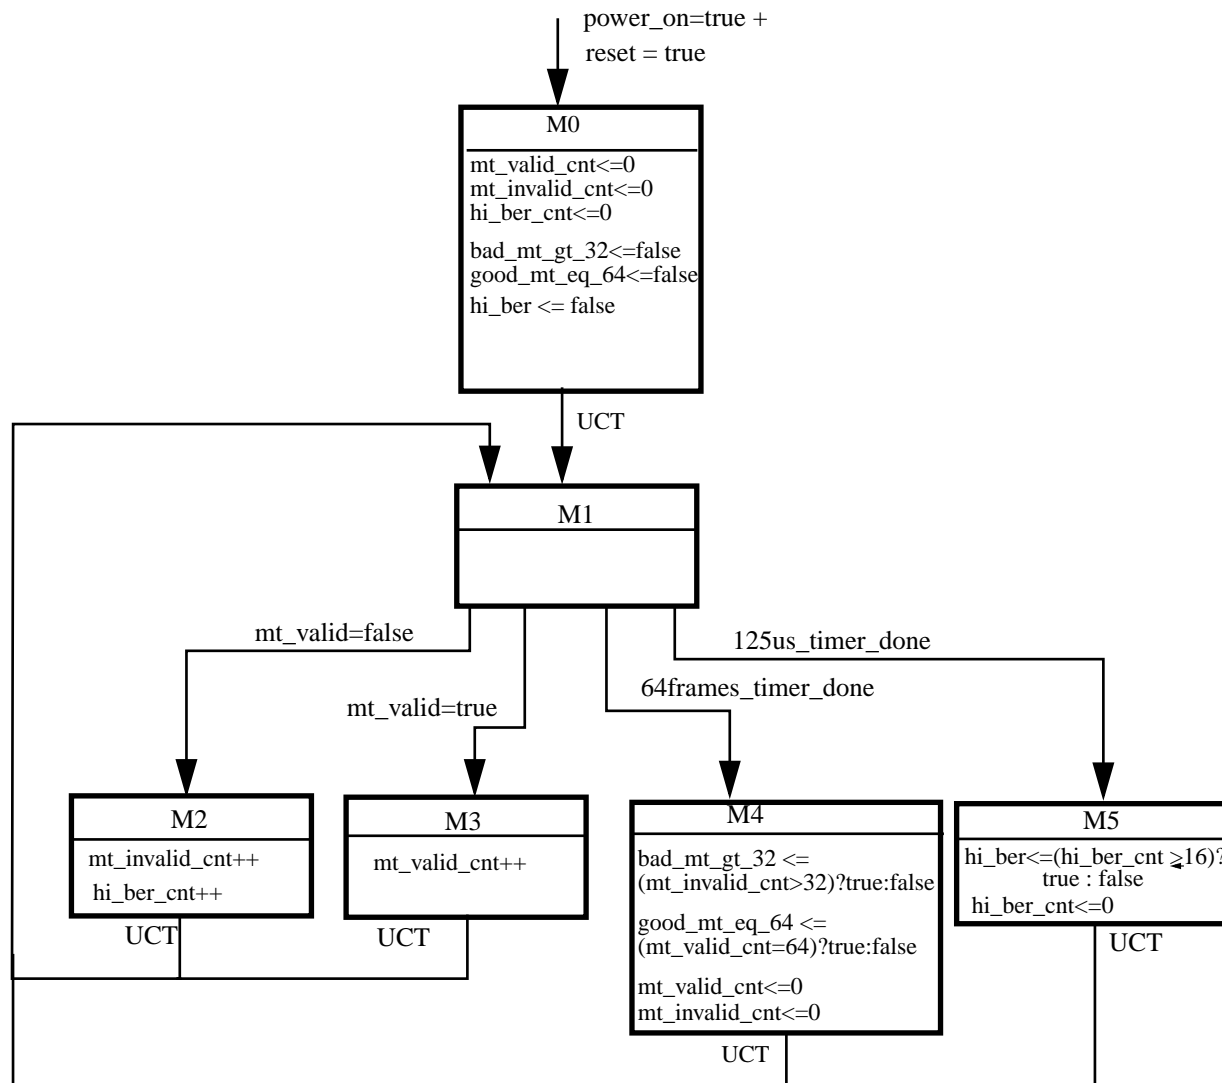 power_on=true +
reset = true
M0
mt_valid_cnt<=0
mt_invalid_cnt<=0
hi_ber_cnt<=0
bad_mt_gt_32<=false
good_mt_eq_64<=false
hi_ber <= false
UCT
M1
mt_valid=false
mt_valid=true
64frames_timer_done
125us_timer_done
M2
mt_invalid_cnt++
hi_ber_cnt++
UCT
M3
mt_valid_cnt++
UCT
M4
bad_mt_gt_32 <=
(mt_invalid_cnt>32)?true:false
good_mt_eq_64 <=
(mt_valid_cnt=64)?true:false
mt_valid_cnt<=0
mt_invalid_cnt<=0
UCT
M5
hi_ber<=(hi_ber_cnt ≥16)?
true : false
hi_ber_cnt<=0
UCT